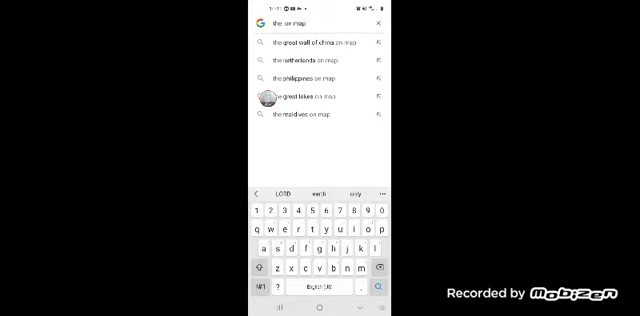 the on map
the great wall of china on map
the netherlands on map
the philippines on map
e great lakes on map
the maldives on map
LORD earth only
1 2 3 4 5 6 7 8 9 0
q w e r t y u i o p
a s d f g h j k l
z x c v b n m
!#1 ? English (US) .
Recorded by mobizen